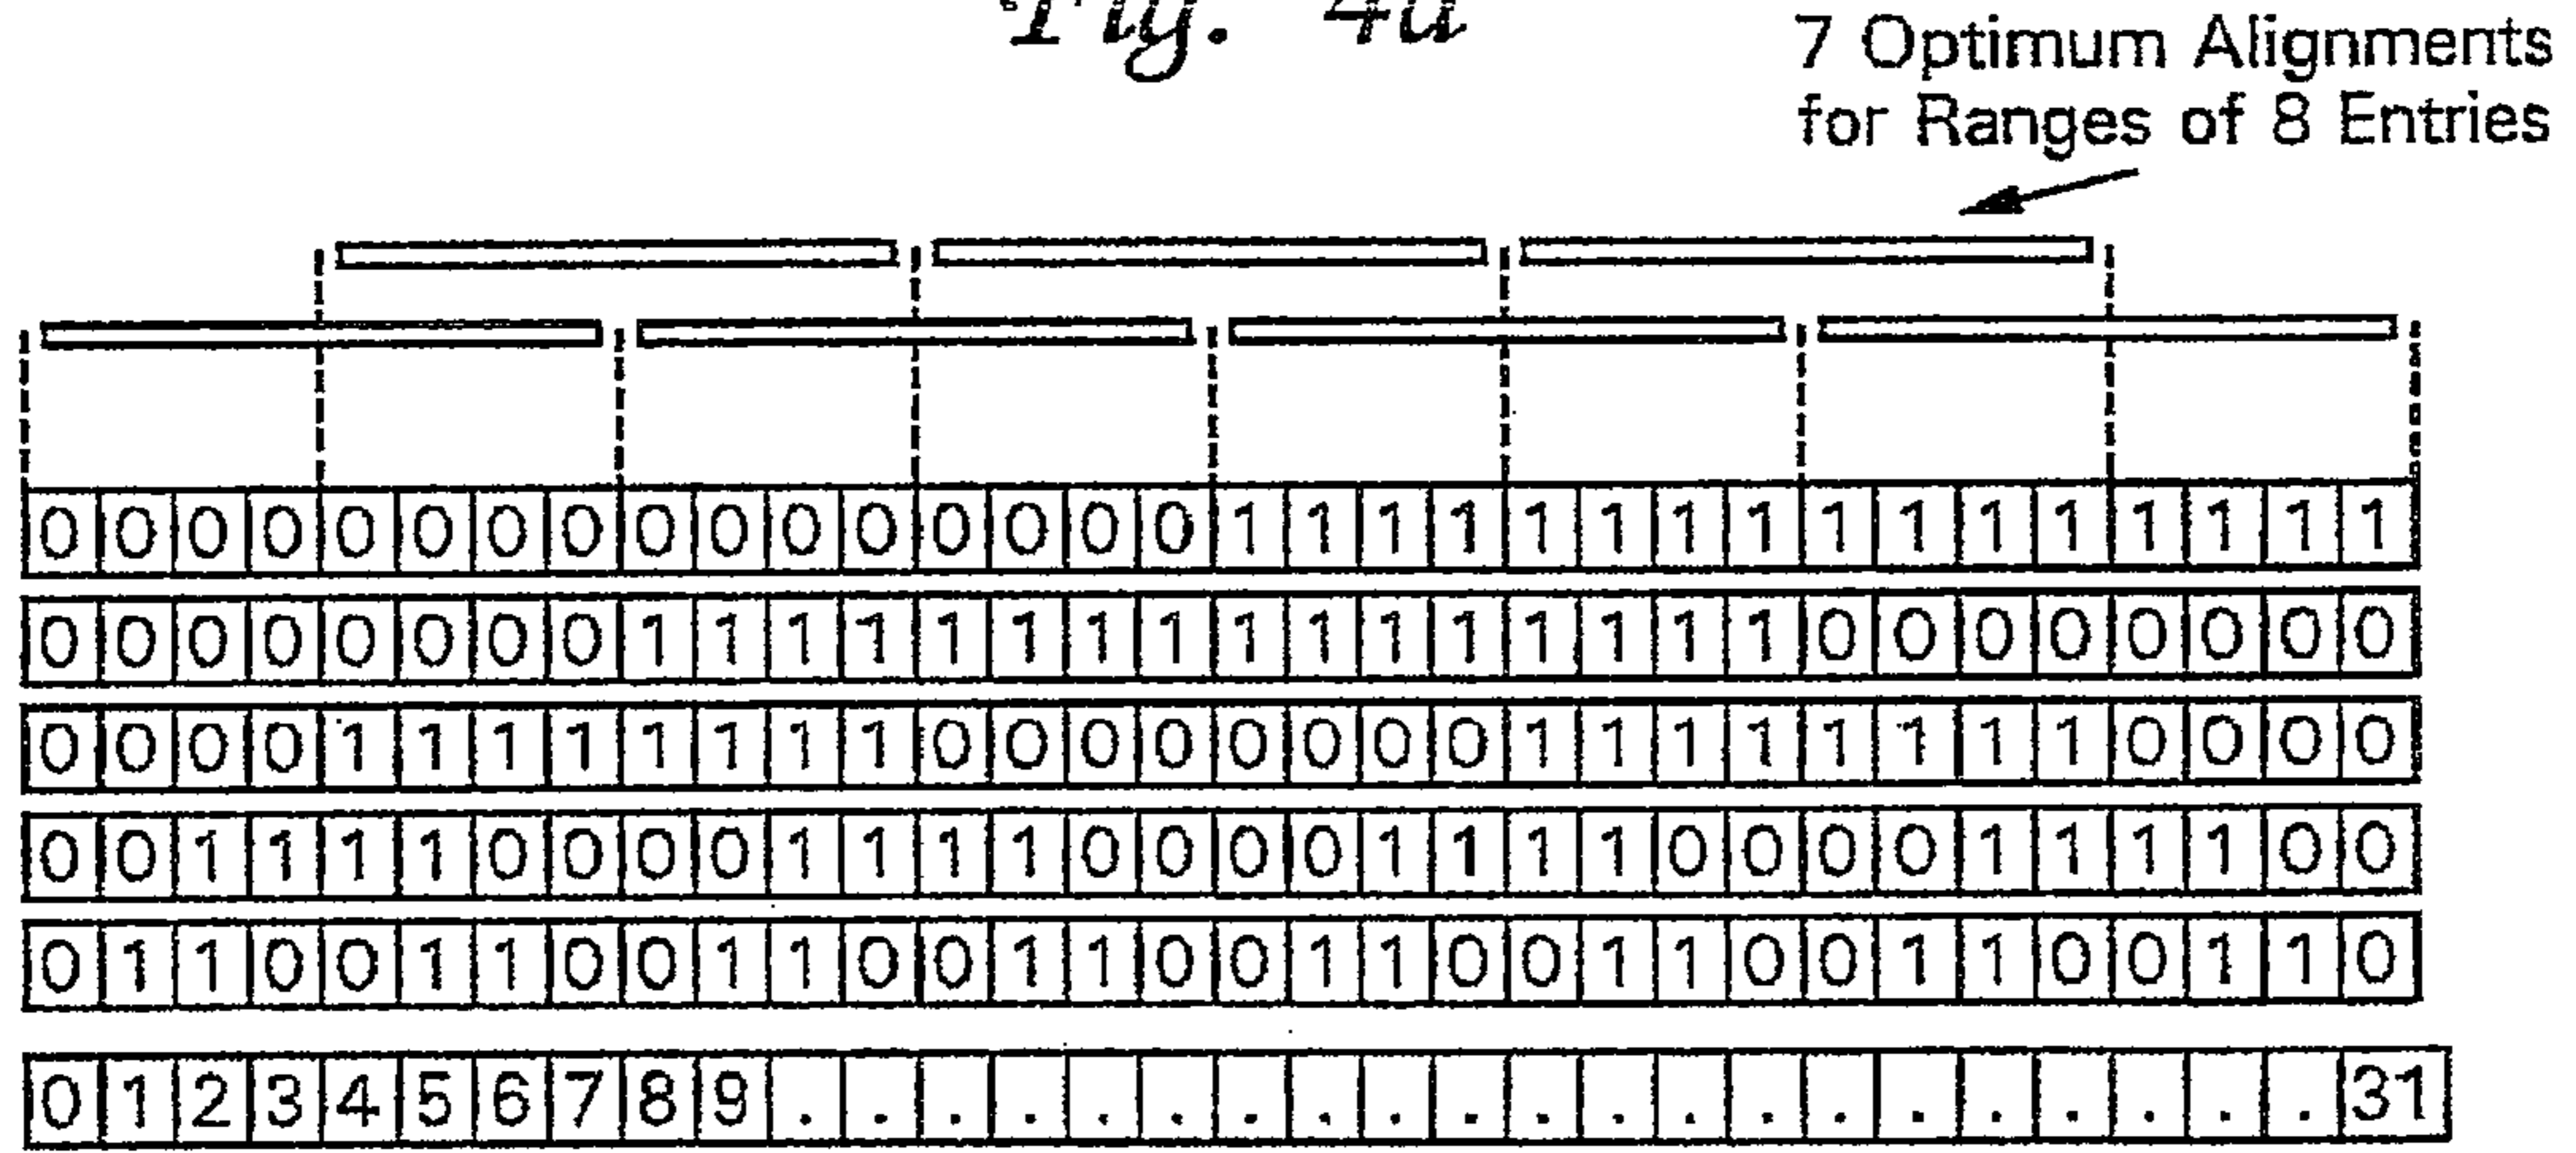 Fig. 4a
7 Optimum Alignments
for Ranges of 8 Entries
0 0 0 0 0 0 0 0 0 0 0 0 0 0 0 0 1 1 1 1 1 1 1 1 1 1 1 1 1 1 1 1
0 0 0 0 0 0 0 0 1 1 1 1 1 1 1 1 1 1 1 1 1 1 1 1 0 0 0 0 0 0 0 0
0 0 0 0 1 1 1 1 1 1 1 1 0 0 0 0 0 0 0 0 1 1 1 1 1 1 1 1 0 0 0 0
0 0 1 1 1 1 0 0 0 0 1 1 1 1 0 0 0 0 1 1 1 1 0 0 0 0 1 1 1 1 0 0
0 1 1 0 0 1 1 0 0 1 1 0 0 1 1 0 0 1 1 0 0 1 1 0 0 1 1 0 0 1 1 0
0 1 2 3 4 5 6 7 8 9 . . . . . . . . . . . . . . . . . . . . . 31